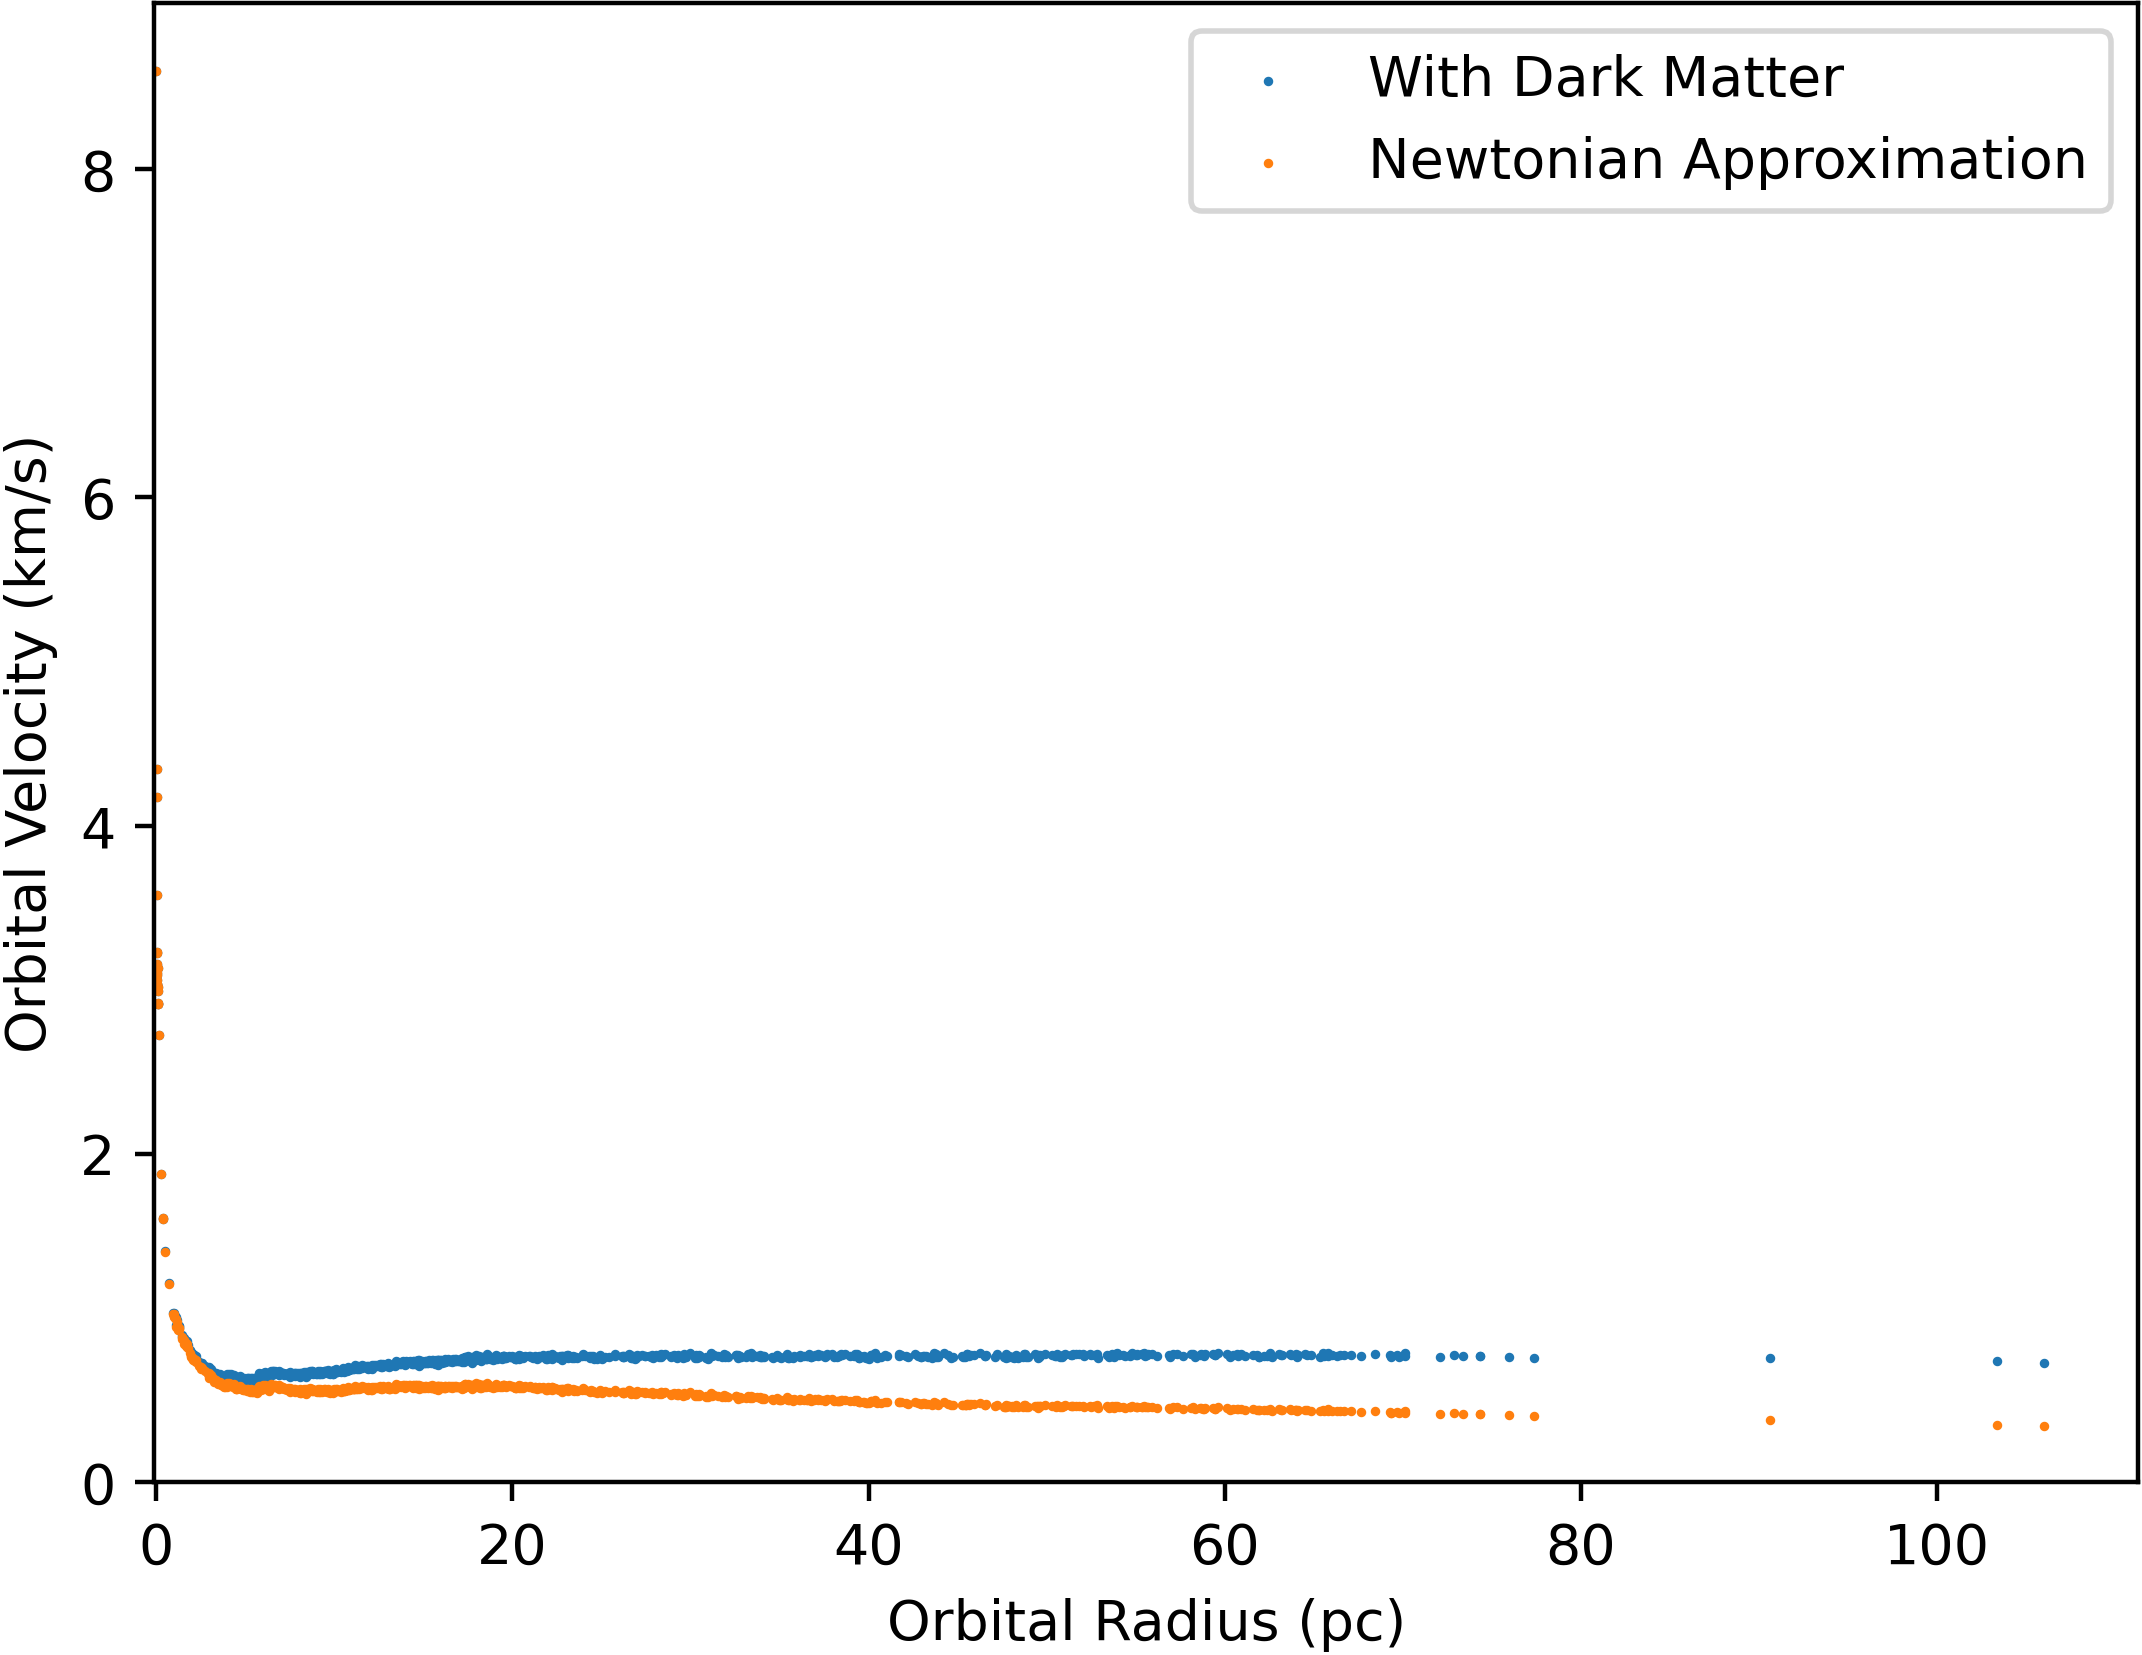 With Dark Matter
Newtonian Approximation
8
6
4
2
0
Orbital Velocity (km/s)
0 20 40 60 80 100
Orbital Radius (pc)